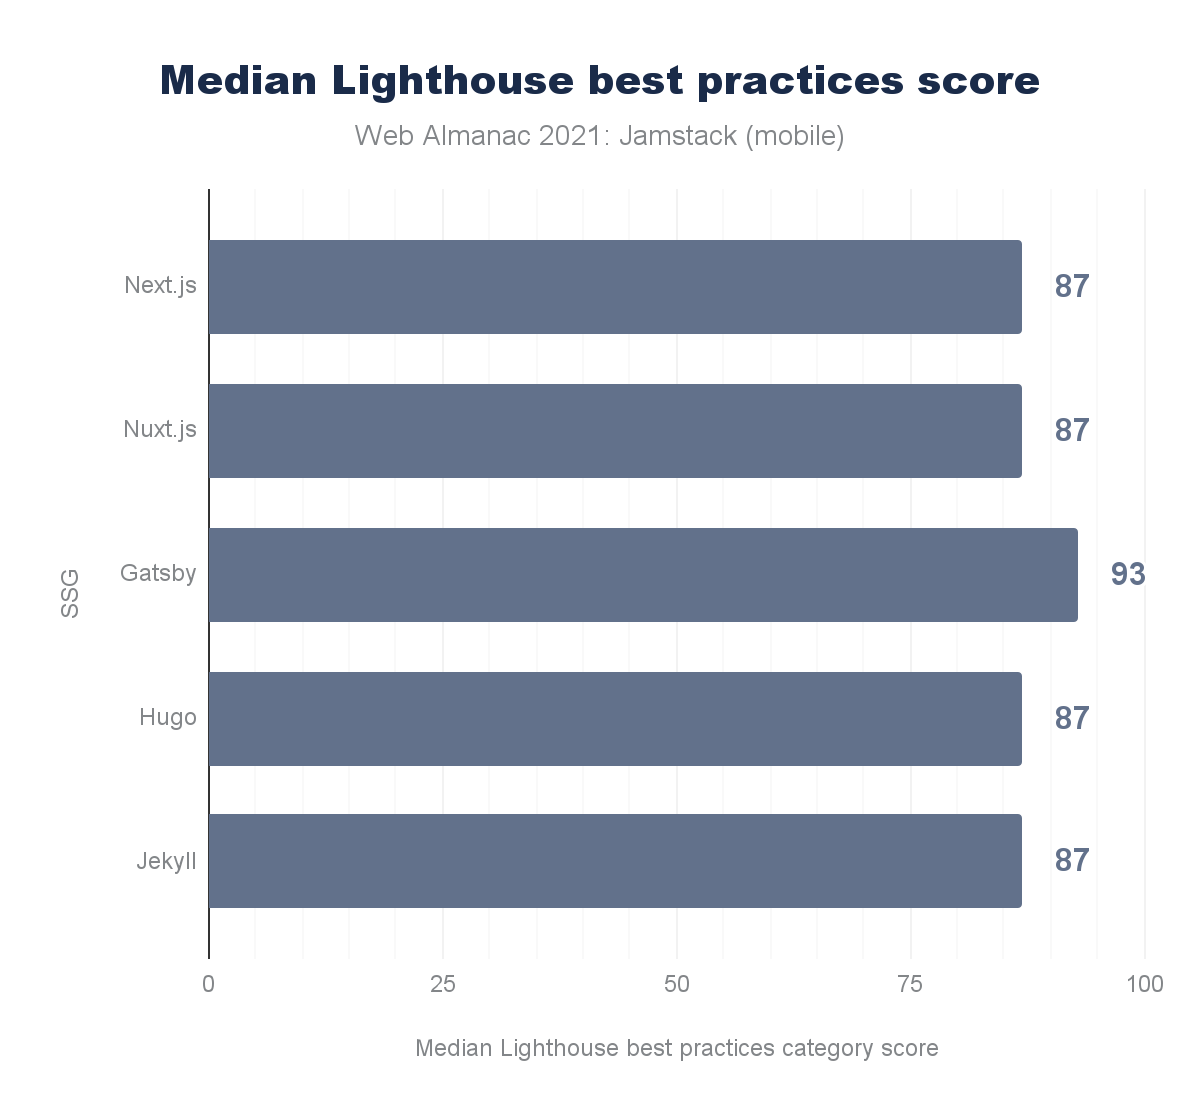 Median Lighthouse best practices score
Web Almanac 2021: Jamstack (mobile)
SSG
Next.js
87
Nuxt.js
87
Gatsby
93
Hugo
87
Jekyll
87
0 25 50 75 100
Median Lighthouse best practices category score